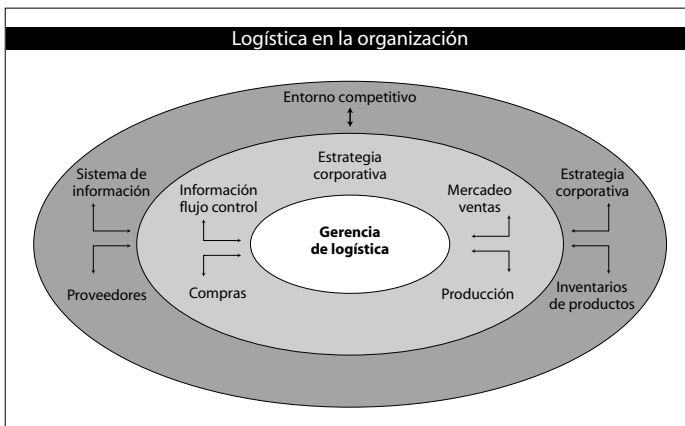 Logística en la organización
Entorno competitivo
Estrategia
corporativa
Sistema de
información
Información
flujo control
Mercadeo
ventas
Estrategia
corporativa
Gerencia
de logística
Proveedores
Compras
Producción
Inventarios
de productos